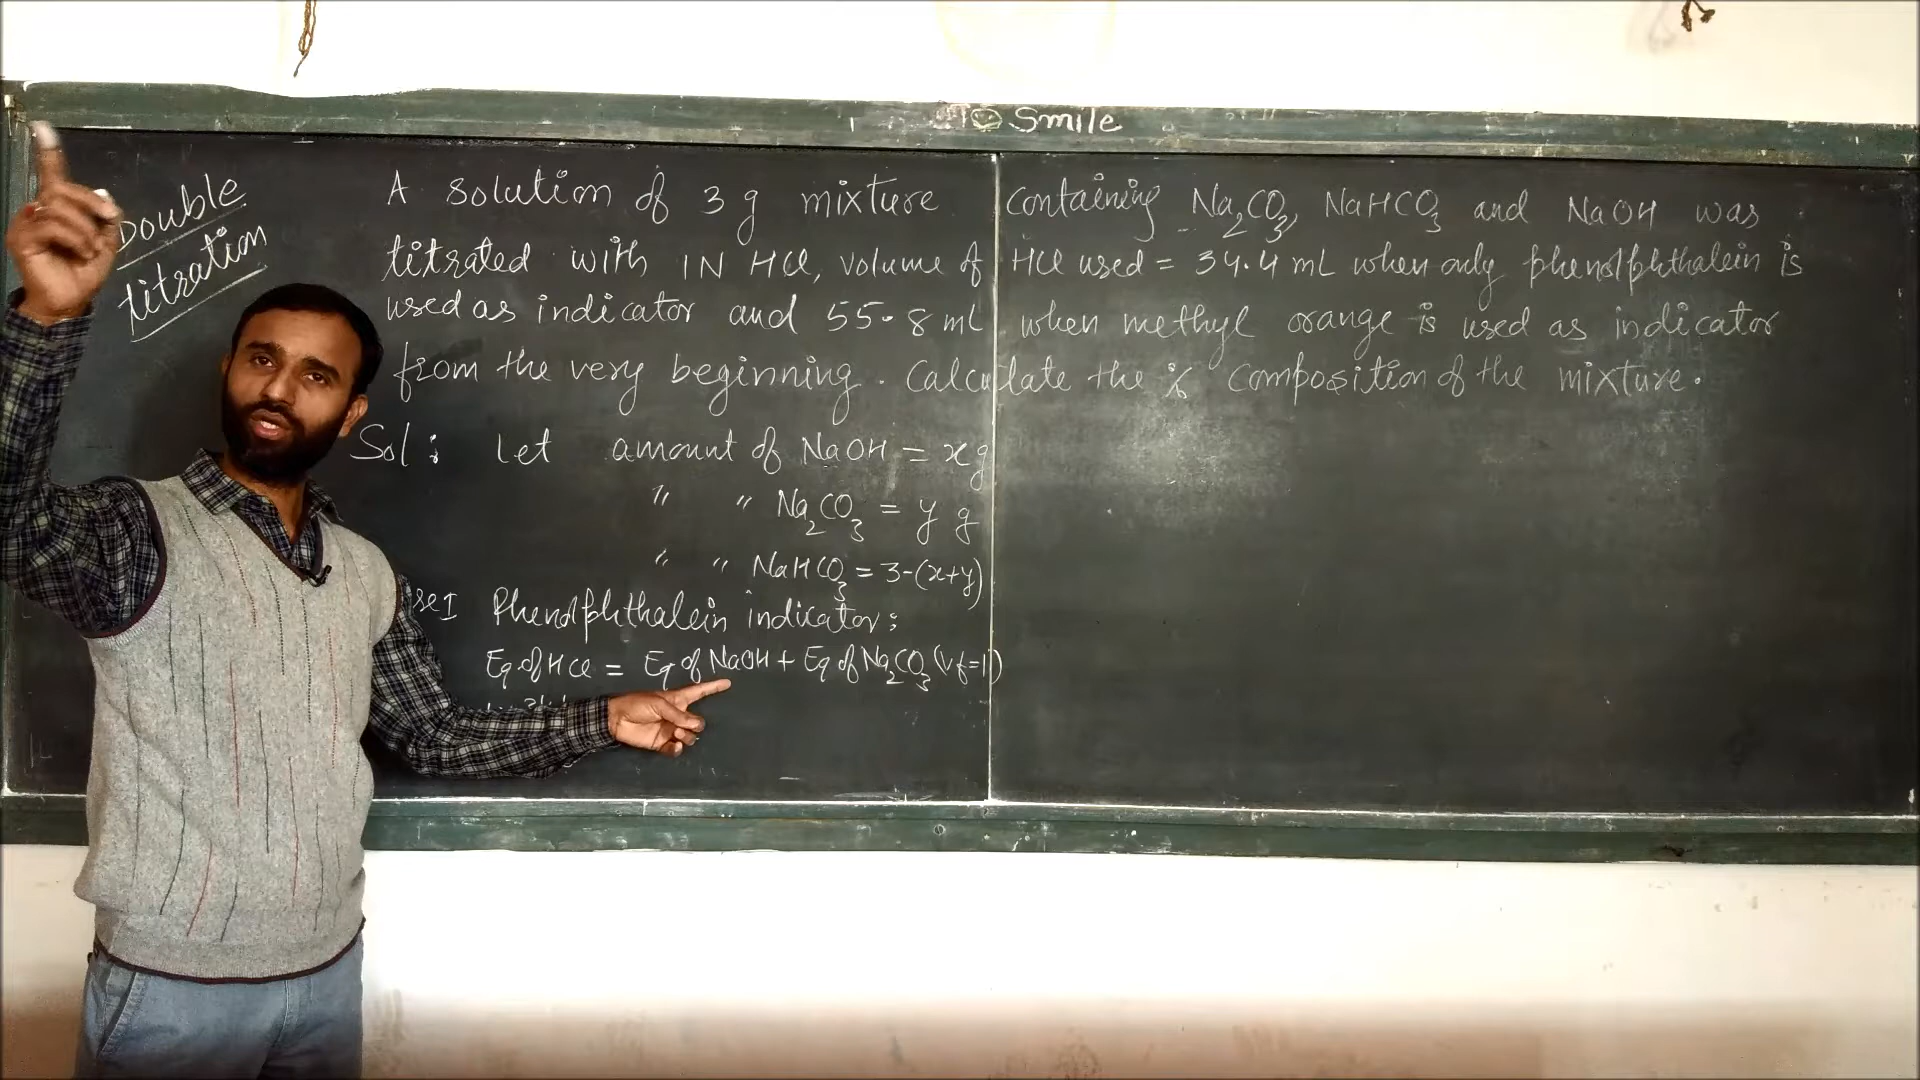 Smile
Double
titration
A solution of 3 g mixture containing Na2CO3, NaHCO3 and NaOH was
titrated with 1N HCl, volume of HCl used = 34.4 mL when only phenolphthalein is
used as indicator and 55.8 mL when methyl orange is used as indicator
from the very beginning. Calculate the % composition of the mixture.
Sol : Let amount of NaOH = x g
" " Na2CO3 = y g
" " NaHCO3 = 3-(x+y)
se I Phenolphthalein indicator:
Eq of HCl = Eq of NaOH + Eq of Na2CO3 (vf=1)